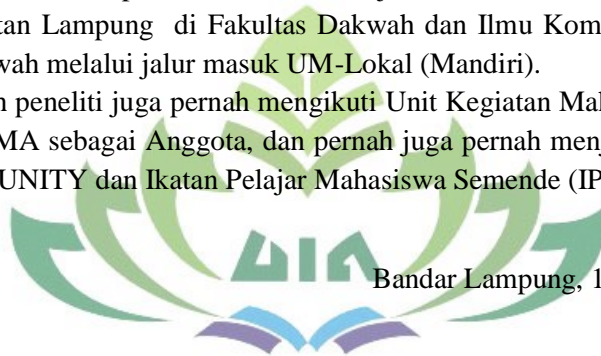 tan Lampung di Fakultas Dakwah dan Ilmu Kom
wah melalui jalur masuk UM-Lokal (Mandiri).
n peneliti juga pernah mengikuti Unit Kegiatan Mal
MA sebagai Anggota, dan pernah juga pernah menj
UNITY dan Ikatan Pelajar Mahasiswa Semende (IP
UIN
Bandar Lampung, 1